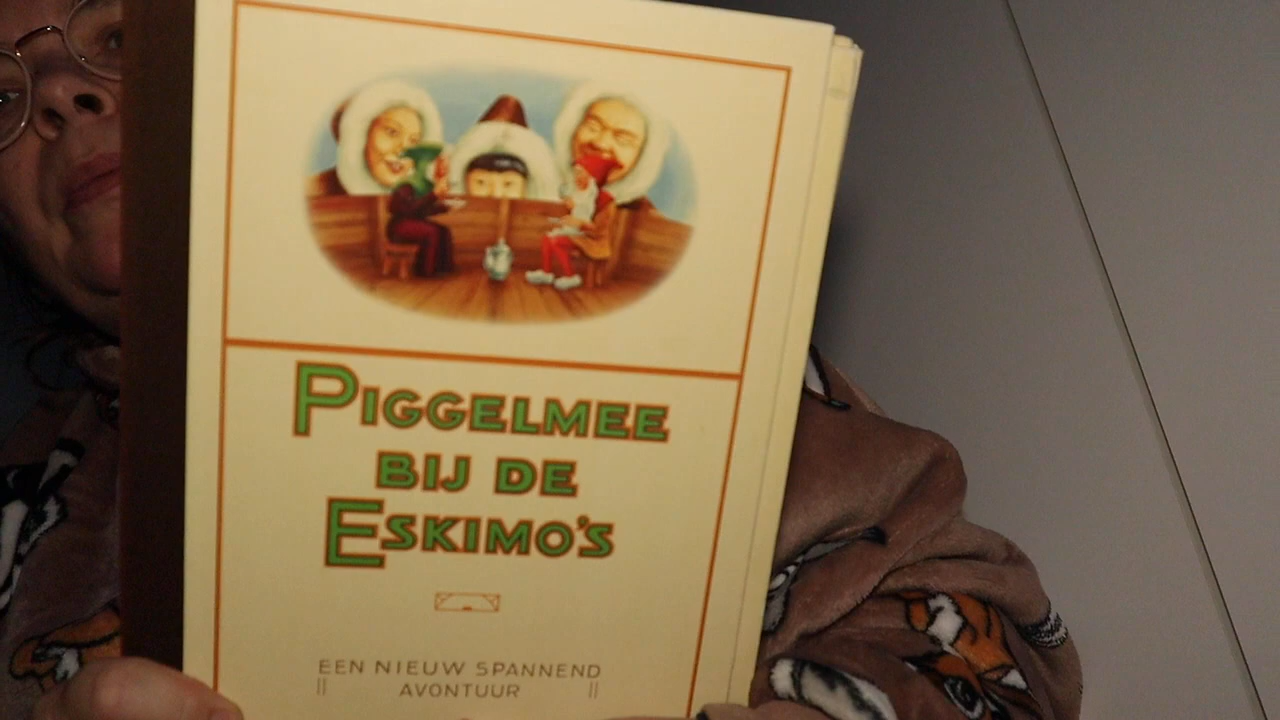 PIGGELMEE
BIJ DE
ESKIMO'S
EEN NIEUW SPANNEND
AVONTUUR